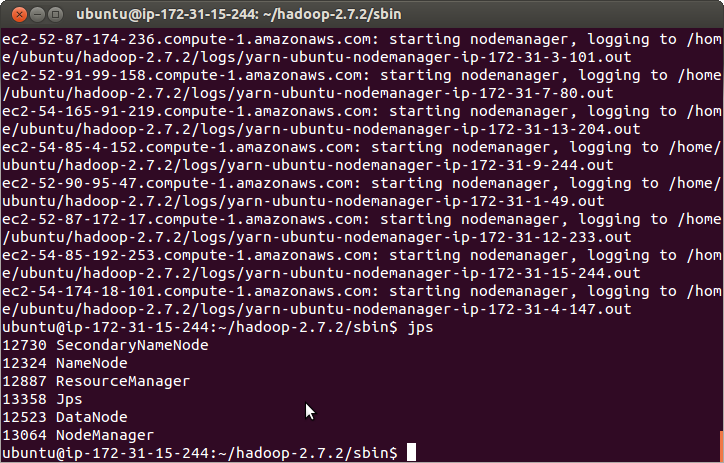 ubuntu@ip-172-31-15-244: ~/hadoop-2.7.2/sbin
ec2-52-87-174-236.compute-1.amazonaws.com: starting nodemanager, logging to /hom
e/ubuntu/hadoop-2.7.2/logs/yarn-ubuntu-nodemanager-ip-172-31-3-101.out
ec2-52-91-99-158.compute-1.amazonaws.com: starting nodemanager, logging to /home
/ubuntu/hadoop-2.7.2/logs/yarn-ubuntu-nodemanager-ip-172-31-7-80.out
ec2-54-165-91-219.compute-1.amazonaws.com: starting nodemanager, logging to /hom
e/ubuntu/hadoop-2.7.2/logs/yarn-ubuntu-nodemanager-ip-172-31-13-204.out
ec2-54-85-4-152.compute-1.amazonaws.com: starting nodemanager, logging to /home/
ubuntu/hadoop-2.7.2/logs/yarn-ubuntu-nodemanager-ip-172-31-9-244.out
ec2-52-90-95-47.compute-1.amazonaws.com: starting nodemanager, logging to /home/
ubuntu/hadoop-2.7.2/logs/yarn-ubuntu-nodemanager-ip-172-31-1-49.out
ec2-52-87-172-17.compute-1.amazonaws.com: starting nodemanager, logging to /home
/ubuntu/hadoop-2.7.2/logs/yarn-ubuntu-nodemanager-ip-172-31-12-233.out
ec2-54-85-192-253.compute-1.amazonaws.com: starting nodemanager, logging to /hom
e/ubuntu/hadoop-2.7.2/logs/yarn-ubuntu-nodemanager-ip-172-31-15-244.out
ec2-54-174-18-101.compute-1.amazonaws.com: starting nodemanager, logging to /hom
e/ubuntu/hadoop-2.7.2/logs/yarn-ubuntu-nodemanager-ip-172-31-4-147.out
ubuntu@ip-172-31-15-244:~/hadoop-2.7.2/sbin$ jps
12730 SecondaryNameNode
12324 NameNode
12887 ResourceManager
13358 Jps
12523 DataNode
13064 NodeManager
ubuntu@ip-172-31-15-244:~/hadoop-2.7.2/sbin$